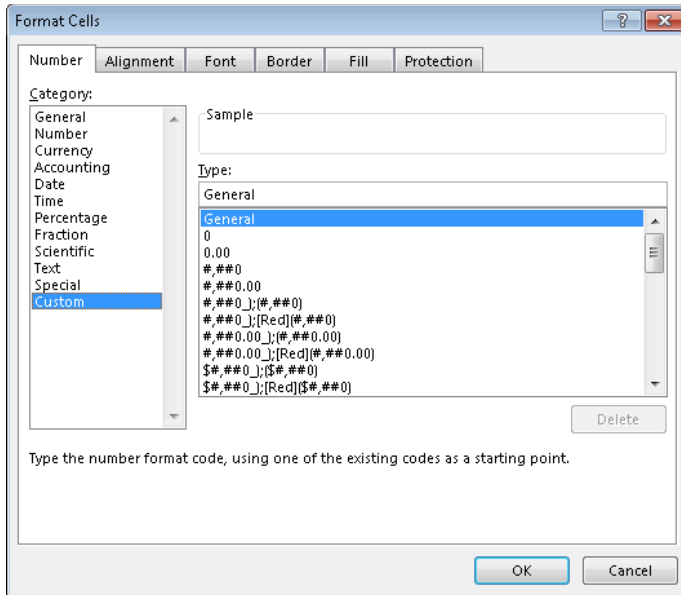 Format Cells
Number
Alignment
Font
Border
Fill
Protection
Category:
General
Number
Currency
Accounting
Date
Time
Percentage
Fraction
Scientific
Text
Special
Custom
Sample
Type:
General
General
0
0.00
#,##0
#,##0.00
#,##0_);(#,##0)
#,##0_);[Red](#,##0)
#,##0.00_);(#,##0.00)
#,##0.00_);[Red](#,##0.00)
$#,##0_);($#,##0)
$#,##0_);[Red]($#,##0)
Delete
Type the number format code, using one of the existing codes as a starting point.
OK
Cancel